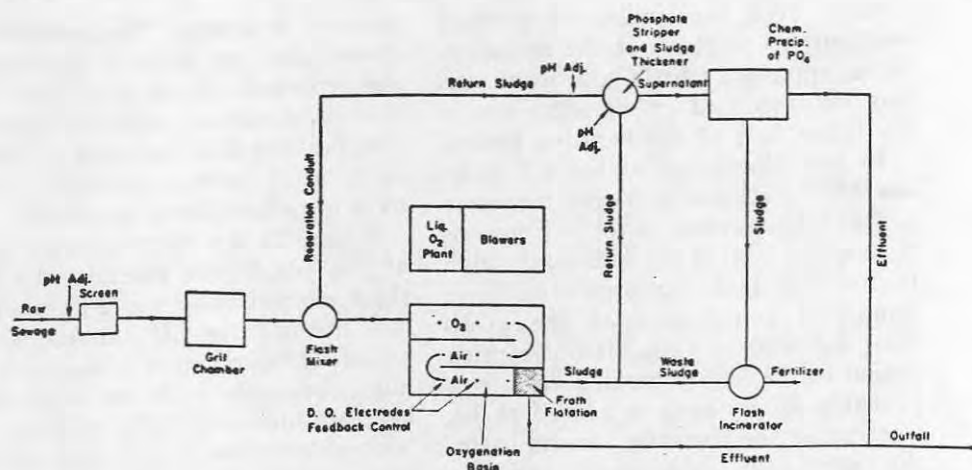 Phosphate
Stripper
and Sludge
Thickener
Chem.
Precip.
of PO4
pH Adj.
Return Sludge
Supernatant
pH
Adj.
Reaeration Conduit
Liq.
O2
Plant
Blowers
Return Sludge
Sludge
Effluent
pH Adj.
Screen
Raw
Sewage
Grit
Chamber
Flash
Mixer
O2
Air
Air
Sludge
Waste
Sludge
Fertilizer
D. O. Electrodes
Feedback Control
Froth
Flotation
Flash
Incinerator
Oxygenation
Basin
Effluent
Outfall